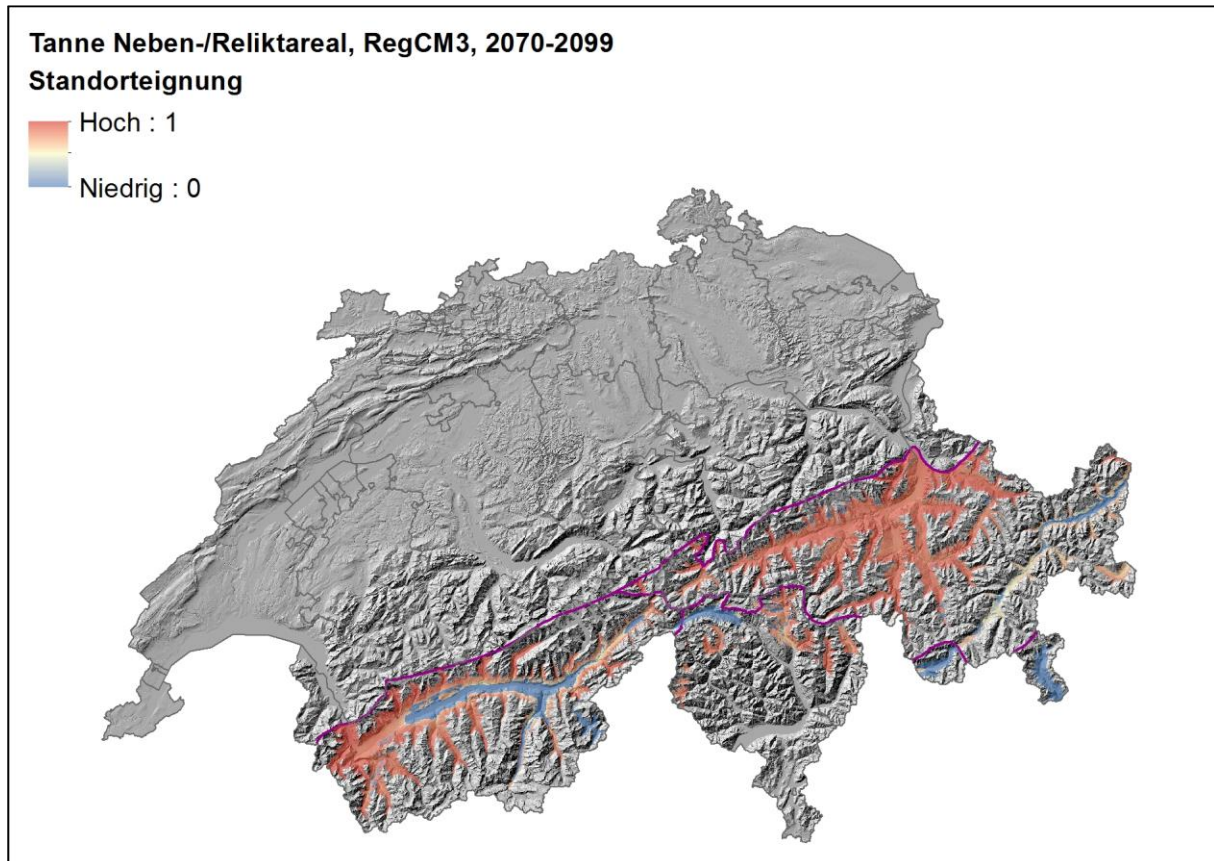 Tanne Neben-/Reliktareal, RegCM3, 2070-2099
Standorteignung
Hoch : 1
Niedrig : 0